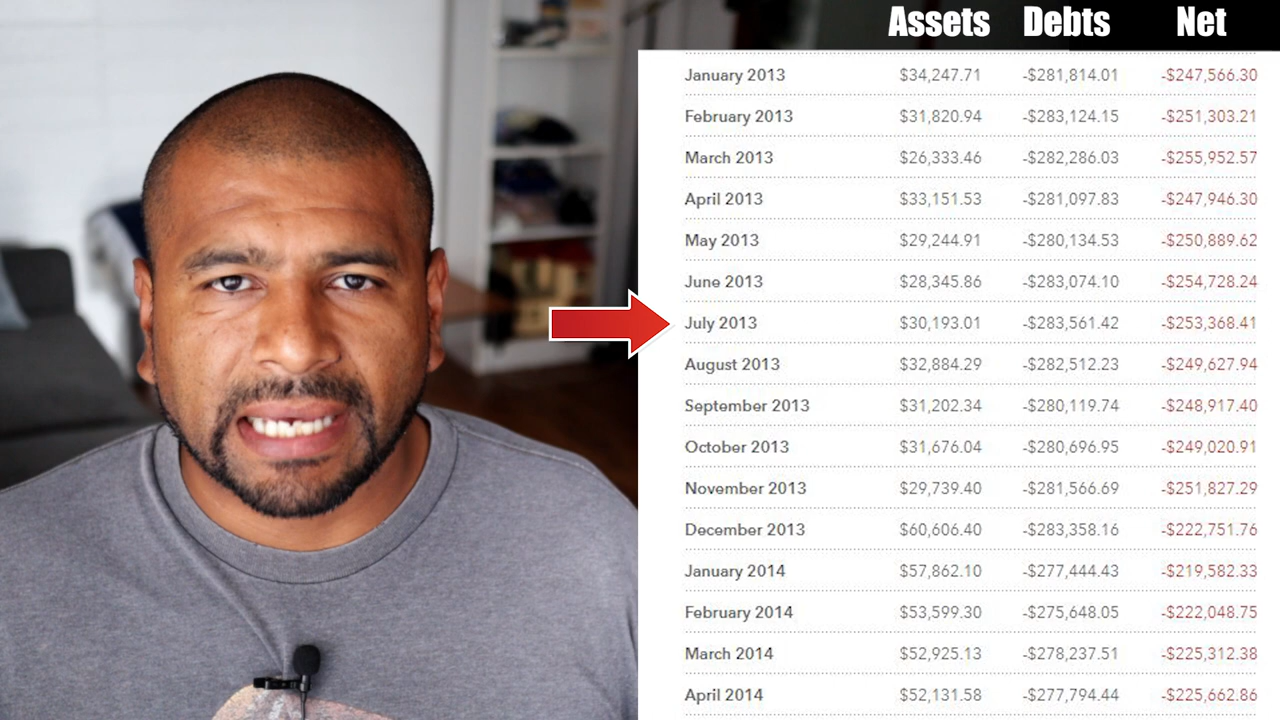 Assets Debts Net
January 2013 $34,247.71 -$281,814.01 -$247,566.30
February 2013 $31,820.94 -$283,124.15 -$251,303.21
March 2013 $26,333.46 -$282,286.03 -$255,952.57
April 2013 $33,151.53 -$281,097.83 -$247,946.30
May 2013 $29,244.91 -$280,134.53 -$250,889.62
June 2013 $28,345.86 -$283,074.10 -$254,728.24
July 2013 $30,193.01 -$283,561.42 -$253,368.41
August 2013 $32,884.29 -$282,512.23 -$249,627.94
September 2013 $31,202.34 -$280,119.74 -$248,917.40
October 2013 $31,676.04 -$280,696.95 -$249,020.91
November 2013 $29,739.40 -$281,566.69 -$251,827.29
December 2013 $60,606.40 -$283,358.16 -$222,751.76
January 2014 $57,862.10 -$277,444.43 -$219,582.33
February 2014 $53,599.30 -$275,648.05 -$222,048.75
March 2014 $52,925.13 -$278,237.51 -$225,312.38
April 2014 $52,131.58 -$277,794.44 -$225,662.86